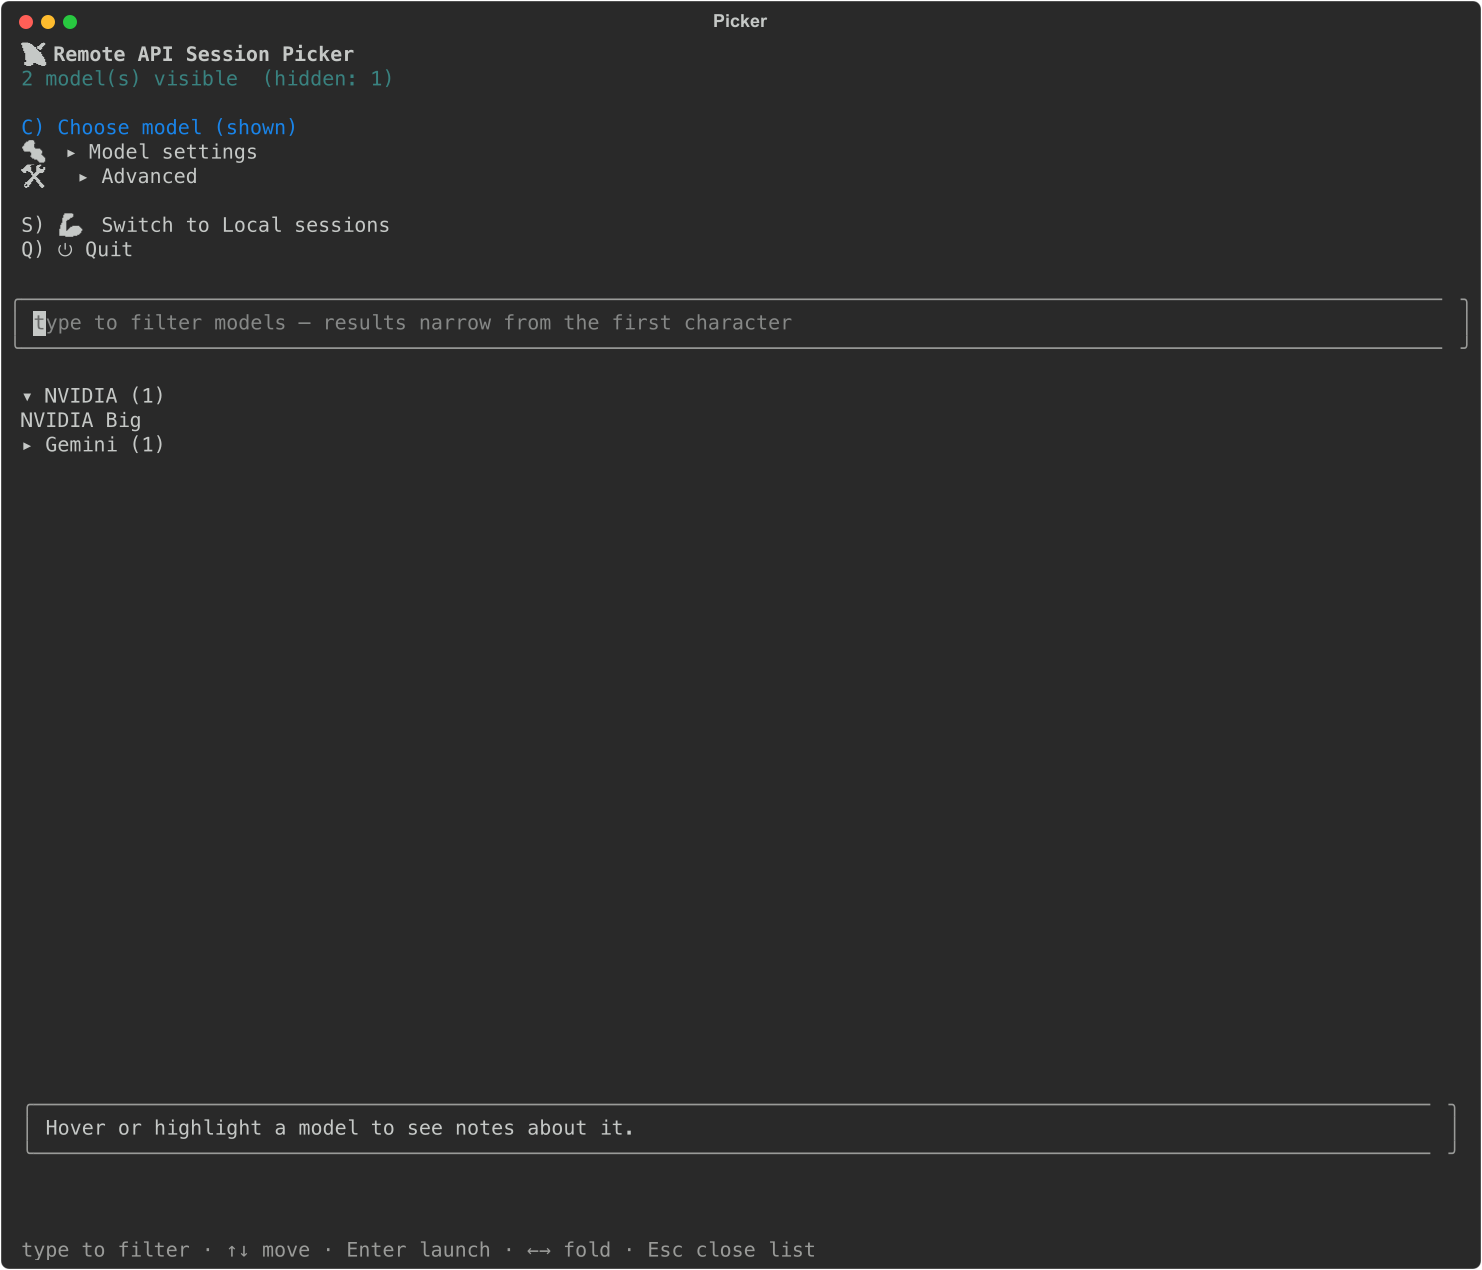 Picker
Remote API Session Picker
2 model(s) visible  (hidden: 1)
C) Choose model (shown)
▸ Model settings
▸ Advanced
S) 💪 Switch to Local sessions
Q) ⏻ Quit
type to filter models — results narrow from the first character
▾ NVIDIA (1)
NVIDIA Big
▸ Gemini (1)
Hover or highlight a model to see notes about it.
type to filter · ↑↓ move · Enter launch · ←→ fold · Esc close list